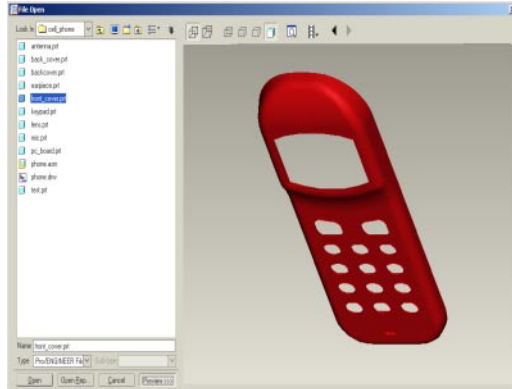 File Open
Look In cell_phone
antenna.prt
back_cover.prt
backcover.prt
earpiece.prt
front_cover.prt
keypad.prt
lens.prt
mic.prt
pc_board.prt
phone.asm
phone.drw
text.prt
Name front_cover.prt
Type Pro/ENGINEER File Sub-type
Open Open Rep... Cancel Preview >>>